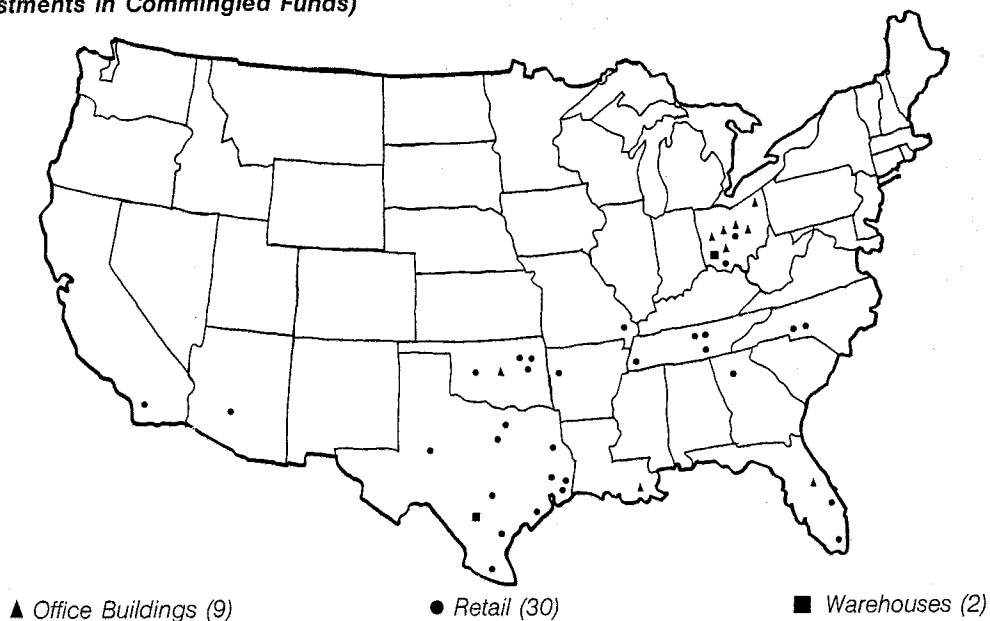 stments in Commingled Funds)
Office Buildings (9)
Retail (30)
Warehouses (2)